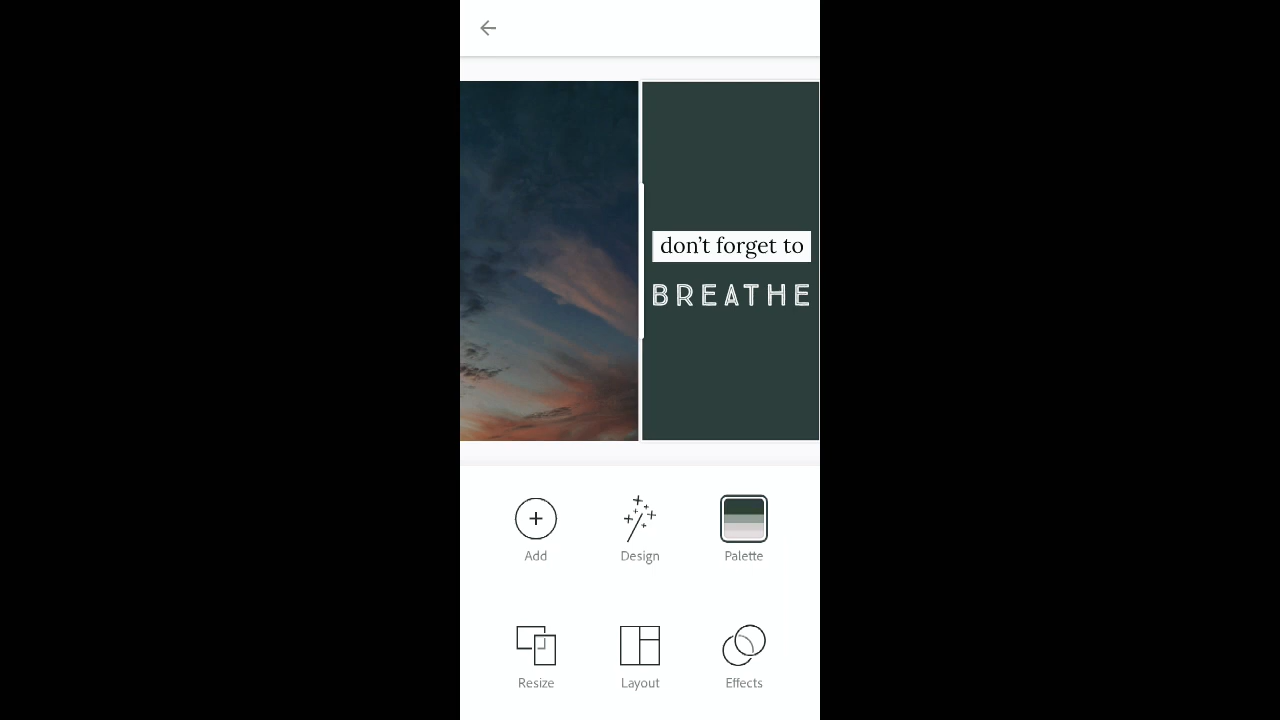 don't forget to
BREATHE
Add
Design
Palette
Resize
Layout
Effects